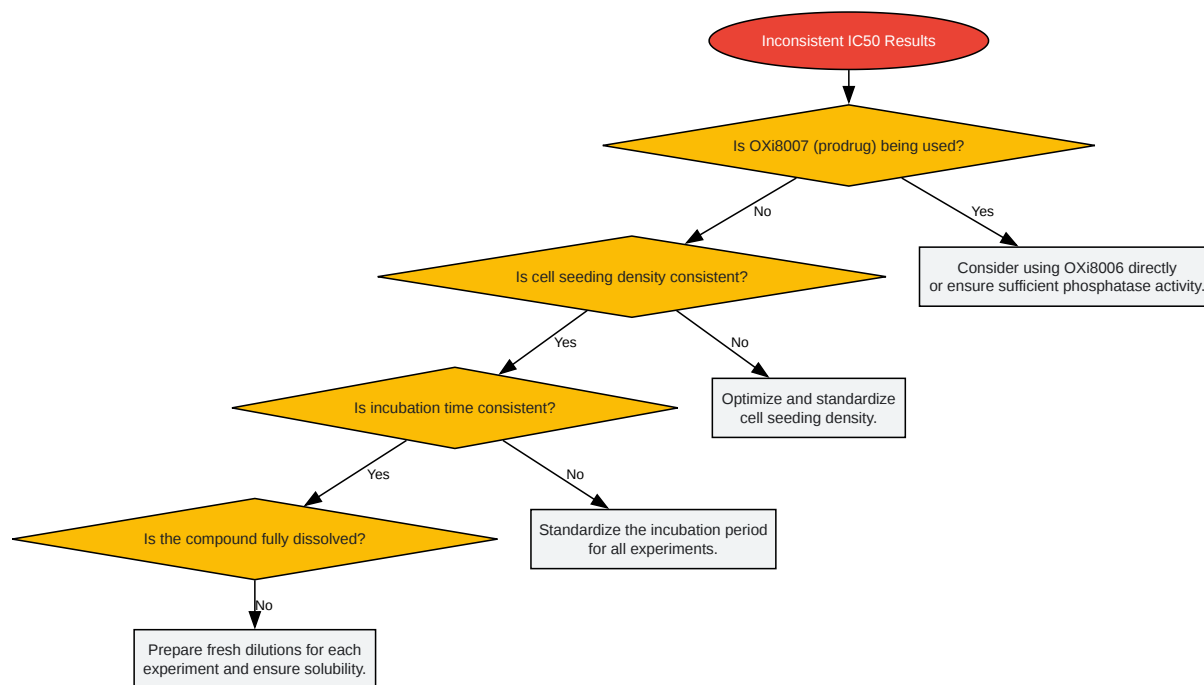 Inconsistent IC50 Results
Is OXi8007 (prodrug) being used?
No
Yes
Is cell seeding density consistent?
Consider using OXi8006 directly
or ensure sufficient phosphatase activity.
Yes
No
Is incubation time consistent?
Optimize and standardize
cell seeding density.
Yes
No
Is the compound fully dissolved?
Standardize the incubation period
for all experiments.
No
Prepare fresh dilutions for each
experiment and ensure solubility.